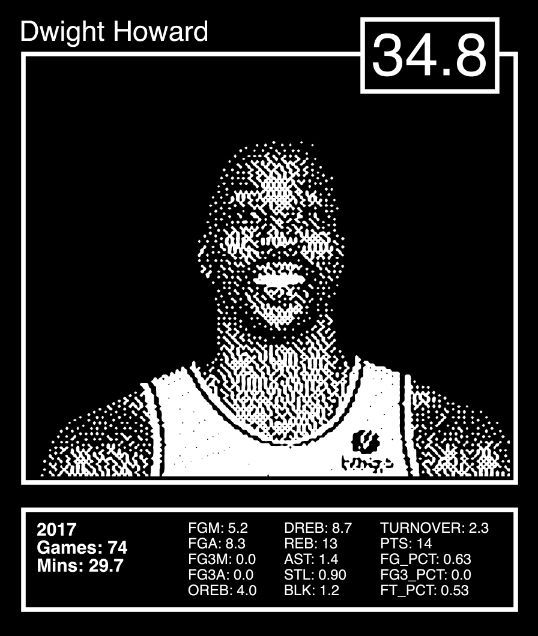 Dwight Howard
34.8
2017
Games: 74
Mins: 29.7
FGM: 5.2
FGA: 8.3
FG3M: 0.0
FG3A: 0.0
OREB: 4.0
DREB: 8.7
REB: 13
AST: 1.4
STL: 0.90
BLK: 1.2
TURNOVER: 2.3
PTS: 14
FG_PCT: 0.63
FG3_PCT: 0.0
FT_PCT: 0.53